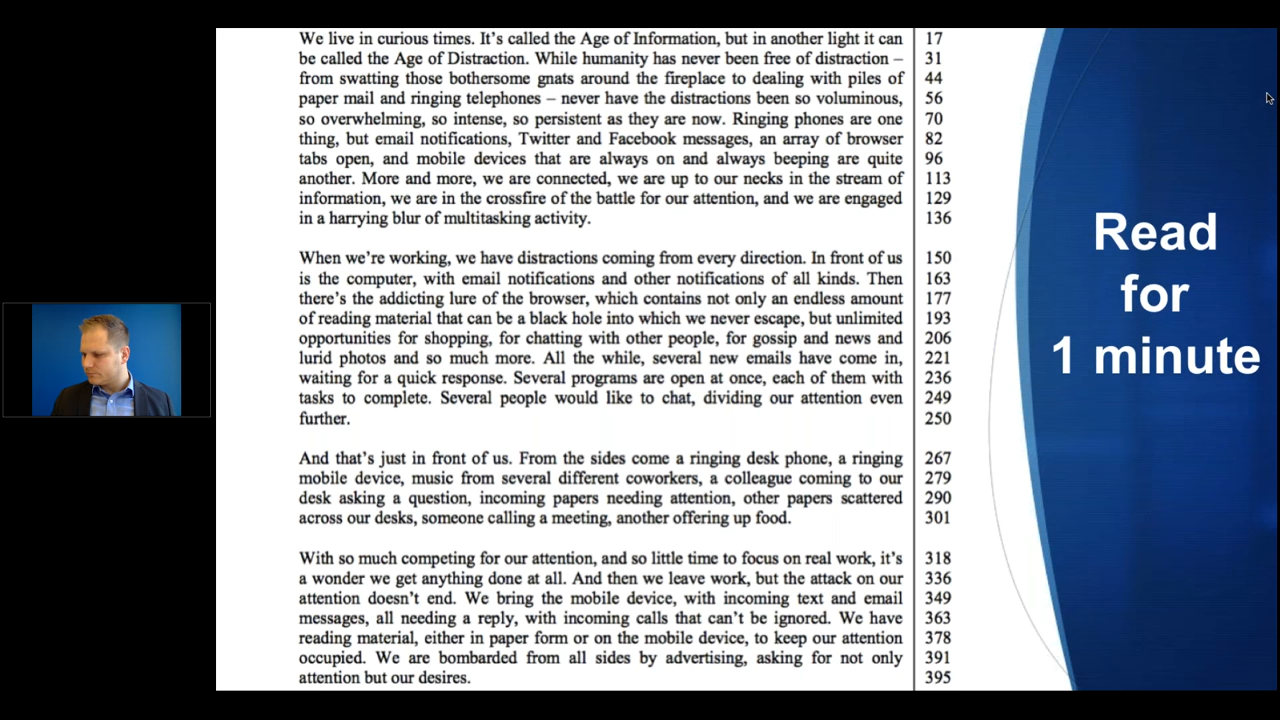 We live in curious times. It’s called the Age of Information, but in another light it can 17
be called the Age of Distraction. While humanity has never been free of distraction – 31
from swatting those bothersome gnats around the fireplace to dealing with piles of 44
paper mail and ringing telephones – never have the distractions been so voluminous, 56
so overwhelming, so intense, so persistent as they are now. Ringing phones are one 70
thing, but email notifications, Twitter and Facebook messages, an array of browser 82
tabs open, and mobile devices that are always on and always beeping are quite 96
another. More and more, we are connected, we are up to our necks in the stream of 113
information, we are in the crossfire of the battle for our attention, and we are engaged 129
in a harrying blur of multitasking activity. 136
When we’re working, we have distractions coming from every direction. In front of us 150
is the computer, with email notifications and other notifications of all kinds. Then 163
there’s the addicting lure of the browser, which contains not only an endless amount 177
of reading material that can be a black hole into which we never escape, but unlimited 193
opportunities for shopping, for chatting with other people, for gossip and news and 206
lurid photos and so much more. All the while, several new emails have come in, 221
waiting for a quick response. Several programs are open at once, each of them with 236
tasks to complete. Several people would like to chat, dividing our attention even 249
further. 250
And that’s just in front of us. From the sides come a ringing desk phone, a ringing 267
mobile device, music from several different coworkers, a colleague coming to our 279
desk asking a question, incoming papers needing attention, other papers scattered 290
across our desks, someone calling a meeting, another offering up food. 301
With so much competing for our attention, and so little time to focus on real work, it’s 318
a wonder we get anything done at all. And then we leave work, but the attack on our 336
attention doesn’t end. We bring the mobile device, with incoming text and email 349
messages, all needing a reply, with incoming calls that can’t be ignored. We have 363
reading material, either in paper form or on the mobile device, to keep our attention 378
occupied. We are bombarded from all sides by advertising, asking for not only 391
attention but our desires. 395
Read
for
1 minute